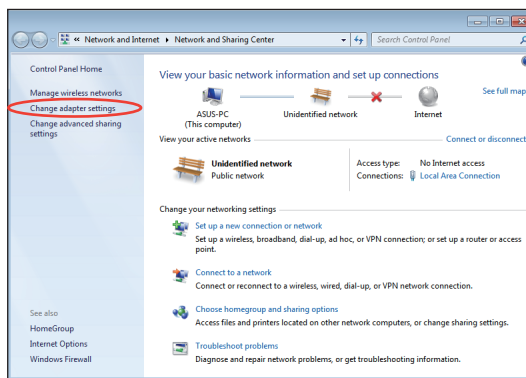 « Network and Internet ▸ Network and Sharing Center
Search Control Panel
Control Panel Home
Manage wireless networks
Change adapter settings
Change advanced sharing
settings
See also
HomeGroup
Internet Options
Windows Firewall
View your basic network information and set up connections
See full map
ASUS-PC
(This computer)
Unidentified network
Internet
View your active networks
Connect or disconnect
Unidentified network
Public network
Access type: No Internet access
Connections: Local Area Connection
Change your networking settings
Set up a new connection or network
Set up a wireless, broadband, dial-up, ad hoc, or VPN connection; or set up a router or access
point.
Connect to a network
Connect or reconnect to a wireless, wired, dial-up, or VPN network connection.
Choose homegroup and sharing options
Access files and printers located on other network computers, or change sharing settings.
Troubleshoot problems
Diagnose and repair network problems, or get troubleshooting information.